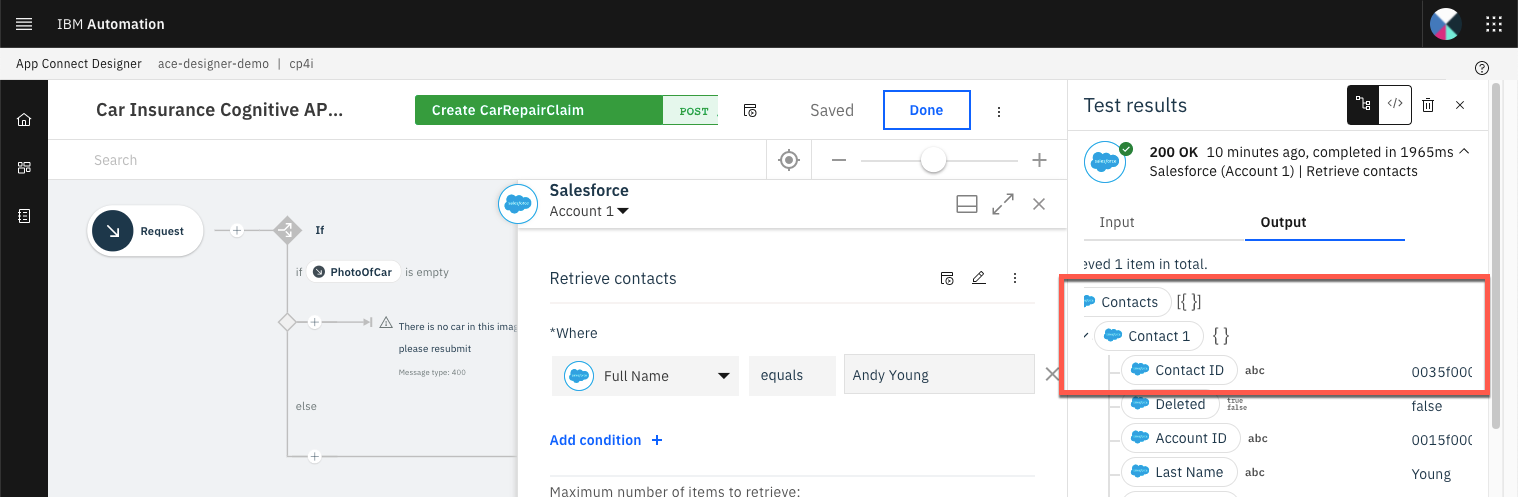 IBM Automation
App Connect Designer ace-designer-demo | cp4i
Car Insurance Cognitive AP...
Create CarRepairClaim POST
Saved
Done
Search
Request
If
if PhotoOfCar is empty
There is no car in this ima
please resubmit
Message type: 400
else
Salesforce
Account 1
Retrieve contacts
*Where
Full Name equals Andy Young
Add condition +
Maximum number of items to retrieve:
Test results
</>
200 OK 10 minutes ago, completed in 1965ms
Salesforce (Account 1) | Retrieve contacts
Input Output
eved 1 item in total.
Contacts [{ }]
Contact 1 { }
Contact ID abc 0035f000
Deleted true false false
Account ID abc 0015f000
Last Name abc Young